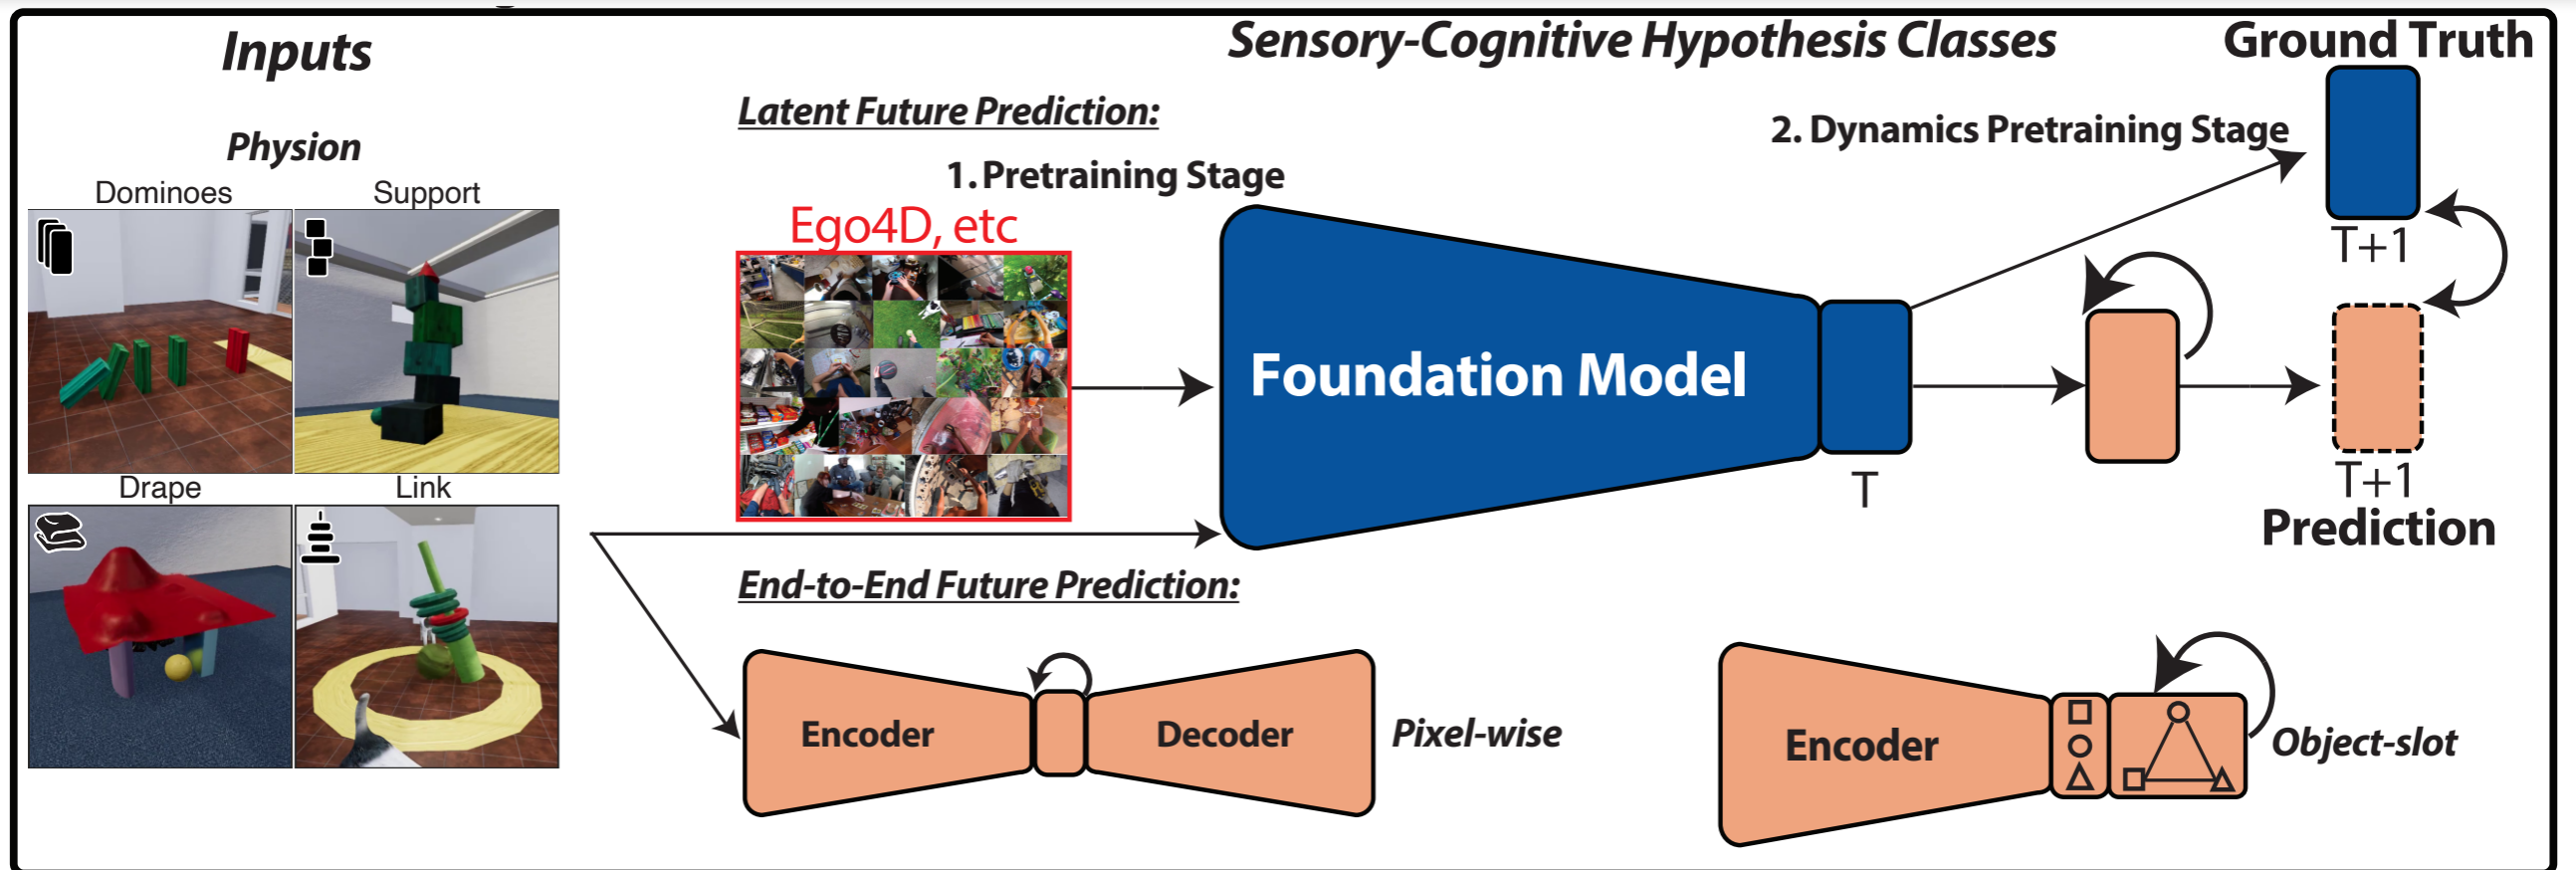 Inputs
Sensory-Cognitive Hypothesis Classes
Ground Truth
Physion
Dominoes
Support
Drape
Link
Latent Future Prediction:
1. Pretraining Stage
2. Dynamics Pretraining Stage
Ego4D, etc
Foundation Model
T
T+1
T+1
Prediction
End-to-End Future Prediction:
Encoder
Decoder
Pixel-wise
Encoder
Object-slot